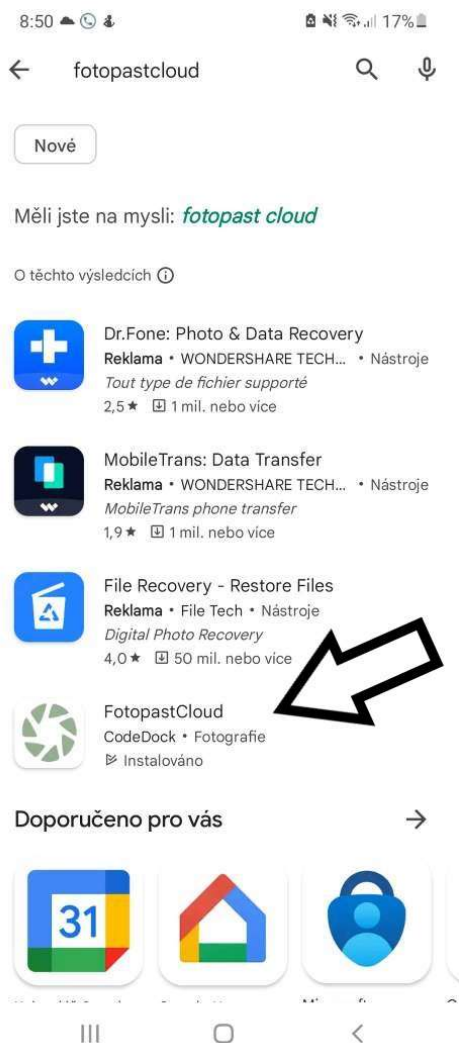 8:50 17%
fotopastcloud
Nové
Měli jste na mysli: fotopast cloud
O těchto výsledcích
Dr.Fone: Photo & Data Recovery
Reklama • WONDERSHARE TECH... • Nástroje
Tout type de fichier supporté
2,5★ 1 mil. nebo více
MobileTrans: Data Transfer
Reklama • WONDERSHARE TECH... • Nástroje
MobileTrans phone transfer
1,9★ 1 mil. nebo více
File Recovery - Restore Files
Reklama • File Tech • Nástroje
Digital Photo Recovery
4,0★ 50 mil. nebo více
FotopastCloud
CodeDock • Fotografie
Instalováno
Doporučeno pro vás
31